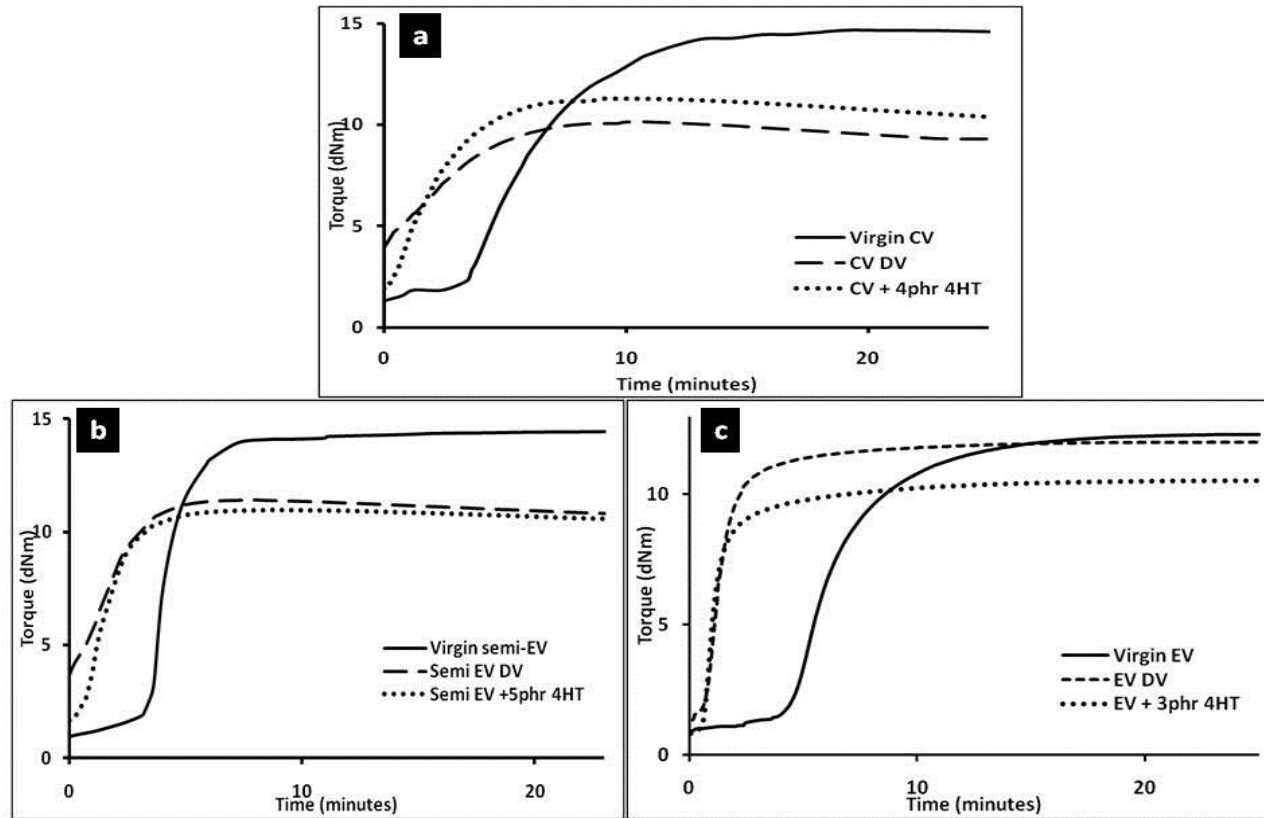 a
15
10
5
0
Torque (dNm)
Virgin CV
CV DV
CV + 4phr 4HT
0 10 20
Time (minutes)
b
15
10
5
0
Torque (dNm)
Virgin semi-EV
Semi EV DV
Semi EV +5phr 4HT
0 10 20
Time (minutes)
c
10
5
0
Torque (dNm)
Virgin EV
EV DV
EV + 3phr 4HT
0 10 20
Time (minutes)